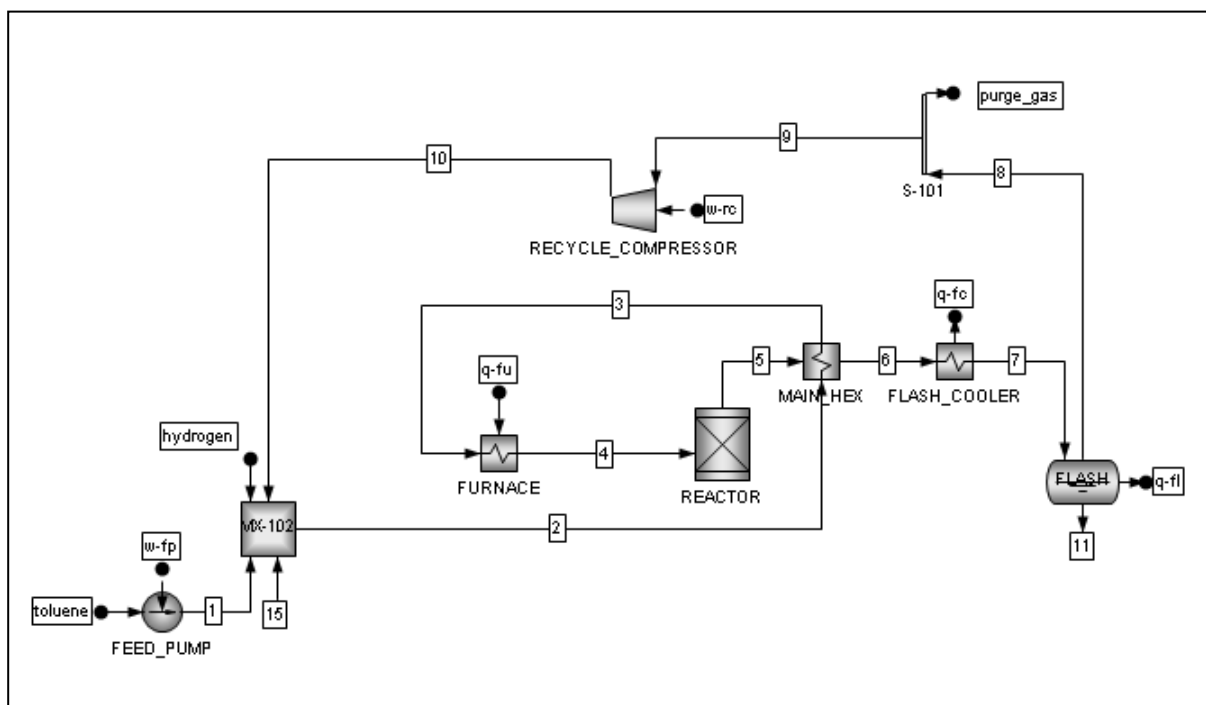 purge_gas
9
10
8
S-101
w-rc
RECYCLE_COMPRESSOR
q-fc
3
5
6
7
q-fu
MAIN_HEX
FLASH_COOLER
hydrogen
4
FURNACE
REACTOR
FLASH
q-fl
MX-102
2
w-fp
11
toluene
1
15
FEED_PUMP